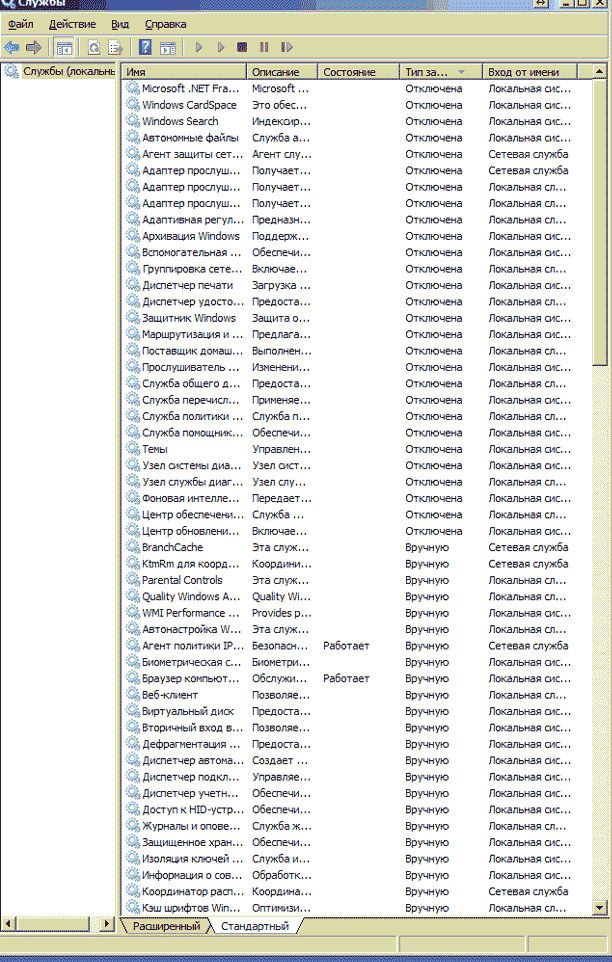 Службы
Файл Действие Вид Справка
Службы (локальнь
Имя Описание Состояние Тип за... Вход от имени
Microsoft .NET Fra... Microsoft ... Отключена Локальная сис...
Windows CardSpace Это обес... Отключена Локальная сис...
Windows Search Индексир... Отключена Локальная сис...
Автономные файлы Служба а... Отключена Локальная сис...
Агент защиты сет... Агент слу... Отключена Сетевая служба
Адаптер прослуш... Получает... Отключена Сетевая служба
Адаптер прослуш... Получает... Отключена Локальная сл...
Адаптер прослуш... Получает... Отключена Локальная сл...
Адаптивная регул... Предназн... Отключена Локальная сл...
Архивация Windows Поддерж... Отключена Локальная сис...
Вспомогательная ... Обеспечи... Отключена Локальная сис...
Группировка сете... Включае... Отключена Локальная сл...
Диспетчер печати Загрузка ... Отключена Локальная сис...
Диспетчер удосто... Предоста... Отключена Локальная сл...
Защитник Windows Защита о... Отключена Локальная сис...
Маршрутизация и ... Предлага... Отключена Локальная сис...
Поставщик домаш... Выполнен... Отключена Локальная сл...
Прослушиватель ... Изменени... Отключена Локальная сис...
Служба общего д... Предоста... Отключена Локальная сл...
Служба перечисл... Применяе... Отключена Локальная сис...
Служба политики ... Служба п... Отключена Локальная сл...
Служба помощник... Обеспечи... Отключена Локальная сис...
Темы Управлен... Отключена Локальная сис...
Узел системы диа... Узел сист... Отключена Локальная сис...
Узел службы диаг... Узел слу... Отключена Локальная сл...
Фоновая интелле... Передает... Отключена Локальная сис...
Центр обеспечени... Служба ... Отключена Локальная сл...
Центр обновлени... Включае... Отключена Локальная сис...
BranchCache Эта служ... Вручную Сетевая служба
KtmRm для коорд... Координи... Вручную Сетевая служба
Parental Controls Эта служ... Вручную Локальная сл...
Quality Windows A... Quality Wi... Вручную Локальная сл...
WMI Performance ... Provides p... Вручную Локальная сис...
Автонастройка W... Эта служ... Вручную Локальная сл...
Агент политики IP... Безопасн... Работает Вручную Сетевая служба
Биометрическая с... Биометри... Вручную Локальная сис...
Браузер компьют... Обслужи... Работает Вручную Локальная сис...
Веб-клиент Позволяе... Вручную Локальная сл...
Виртуальный диск Предоста... Вручную Локальная сис...
Вторичный вход в... Позволяе... Вручную Локальная сис...
Дефрагментация ... Предоста... Вручную Локальная сис...
Диспетчер автома... Создает ... Вручную Локальная сис...
Диспетчер подкл... Управляе... Вручную Локальная сис...
Диспетчер учетн... Обеспечи... Вручную Локальная сис...
Доступ к HID-устр... Обеспечи... Вручную Локальная сис...
Журналы и опове... Служба ж... Вручную Локальная сл...
Защищенное хран... Обеспечи... Вручную Локальная сис...
Изоляция ключей ... Служба и... Вручную Локальная сис...
Информация о сов... Обработк... Вручную Локальная сис...
Координатор расп... Координа... Вручную Сетевая служба
Кэш шрифтов Win... Оптимизи... Вручную Локальная сл...
Расширенный Стандартный